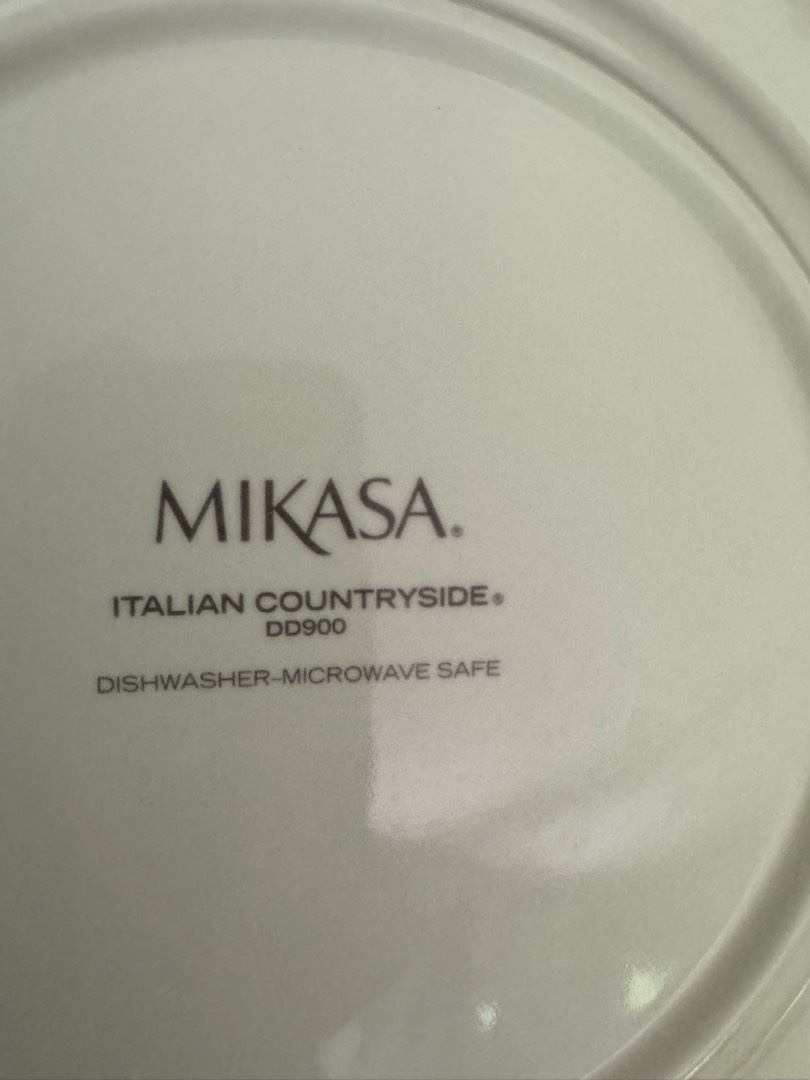 MIKASA®
ITALIAN COUNTRYSIDE®
DD900
DISHWASHER–MICROWAVE SAFE